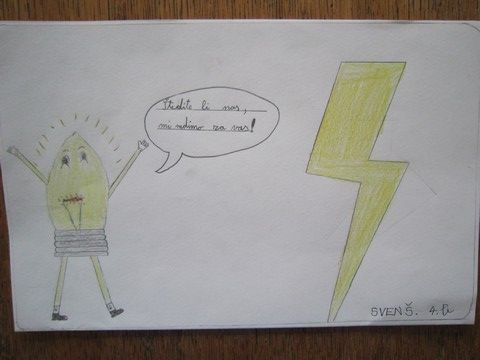 Štedite li nas,
mi radimo za vas!
SVEN Š. 4.b